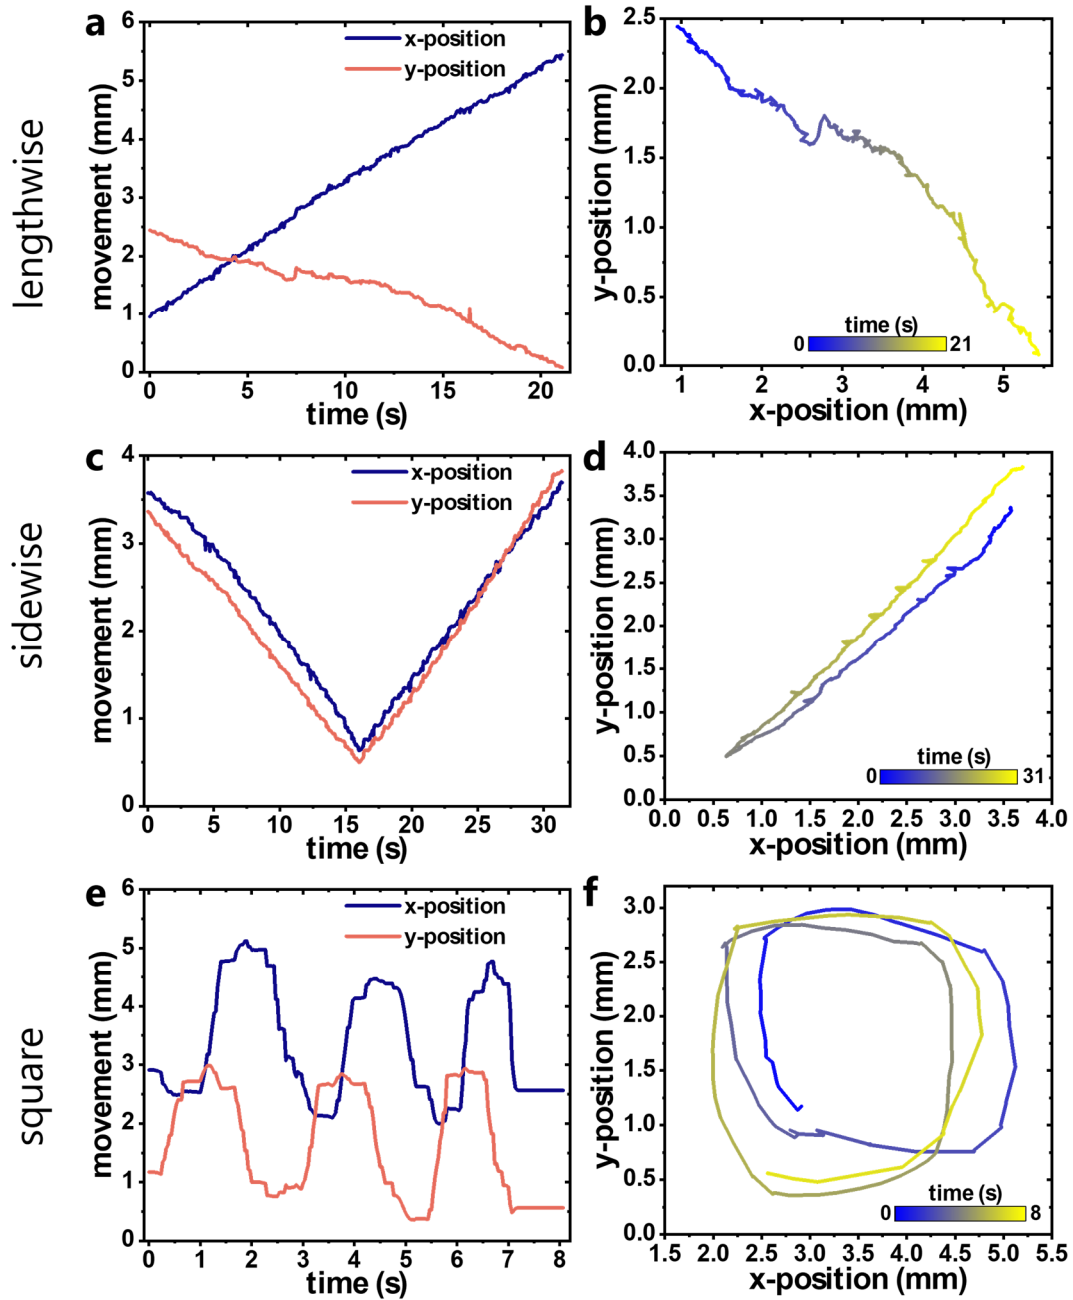 lengthwise
a
movement (mm)
6
5
4
3
2
1
0
x-position
y-position
0 5 10 15 20
time (s)
b
y-position (mm)
2.5
2.0
1.5
1.0
0.5
0.0
time (s)
0 21
1 2 3 4 5
x-position (mm)
sidewise
c
movement (mm)
4
3
2
1
0
x-position
y-position
0 5 10 15 20 25 30
time (s)
d
y-position (mm)
4.0
3.5
3.0
2.5
2.0
1.5
1.0
0.5
0.0
time (s)
0 31
0.0 0.5 1.0 1.5 2.0 2.5 3.0 3.5 4.0
x-position (mm)
square
e
movement (mm)
6
5
4
3
2
1
0
x-position
y-position
0 1 2 3 4 5 6 7 8
time (s)
f
y-position (mm)
3.0
2.5
2.0
1.5
1.0
0.5
0.0
time (s)
0 8
1.5 2.0 2.5 3.0 3.5 4.0 4.5 5.0 5.5
x-position (mm)